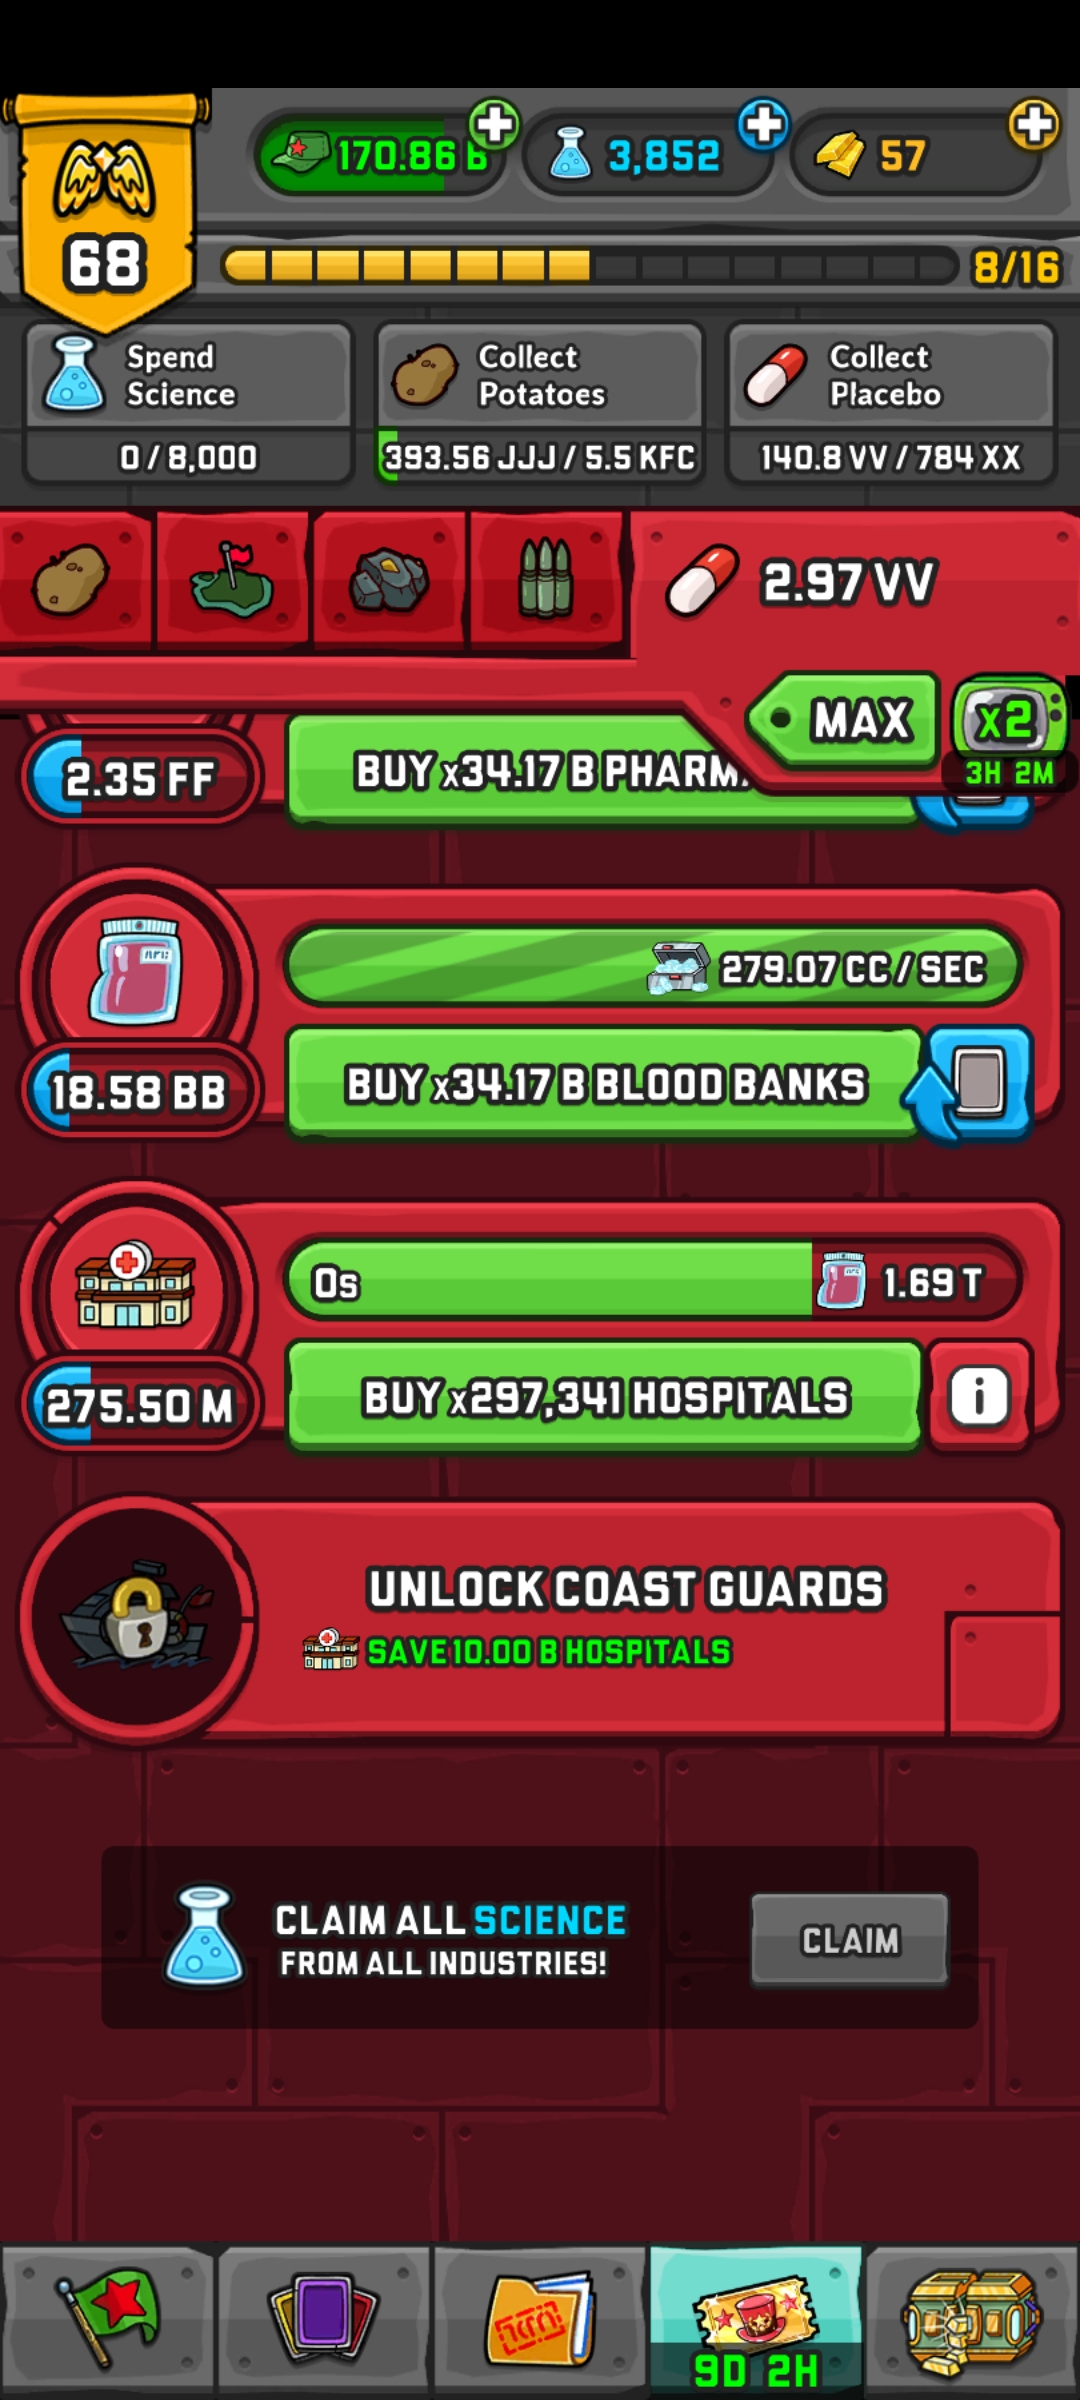 170.86 B
3,852
57
68
8/16
Spend
Science
0 / 8,000
Collect
Potatoes
393.56 JJJ / 5.5 KFC
Collect
Placebo
140.8 VV / 784 XX
2.97 VV
MAX
x2
3H 2M
2.35 FF
BUY x34.17 B PHARM
279.07 CC / SEC
18.58 BB
BUY x34.17 B BLOOD BANKS
0s
1.69 T
275.50 M
BUY x297,341 HOSPITALS
i
UNLOCK COAST GUARDS
SAVE 10.00 B HOSPITALS
CLAIM ALL SCIENCE
FROM ALL INDUSTRIES!
CLAIM
9D 2H